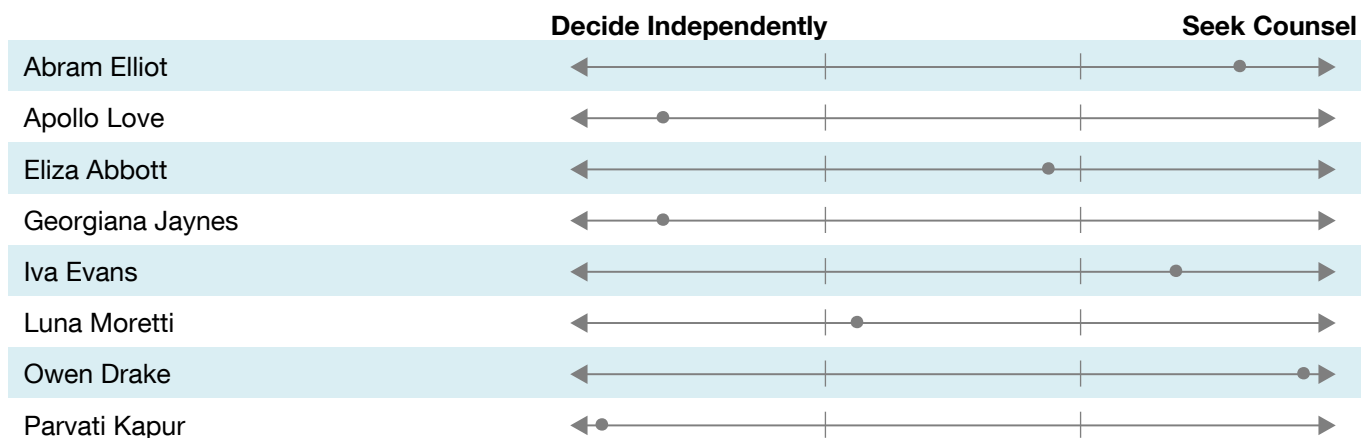 Decide Independently Seek Counsel
Abram Elliot
Apollo Love
Eliza Abbott
Georgiana Jaynes
Iva Evans
Luna Moretti
Owen Drake
Parvati Kapur